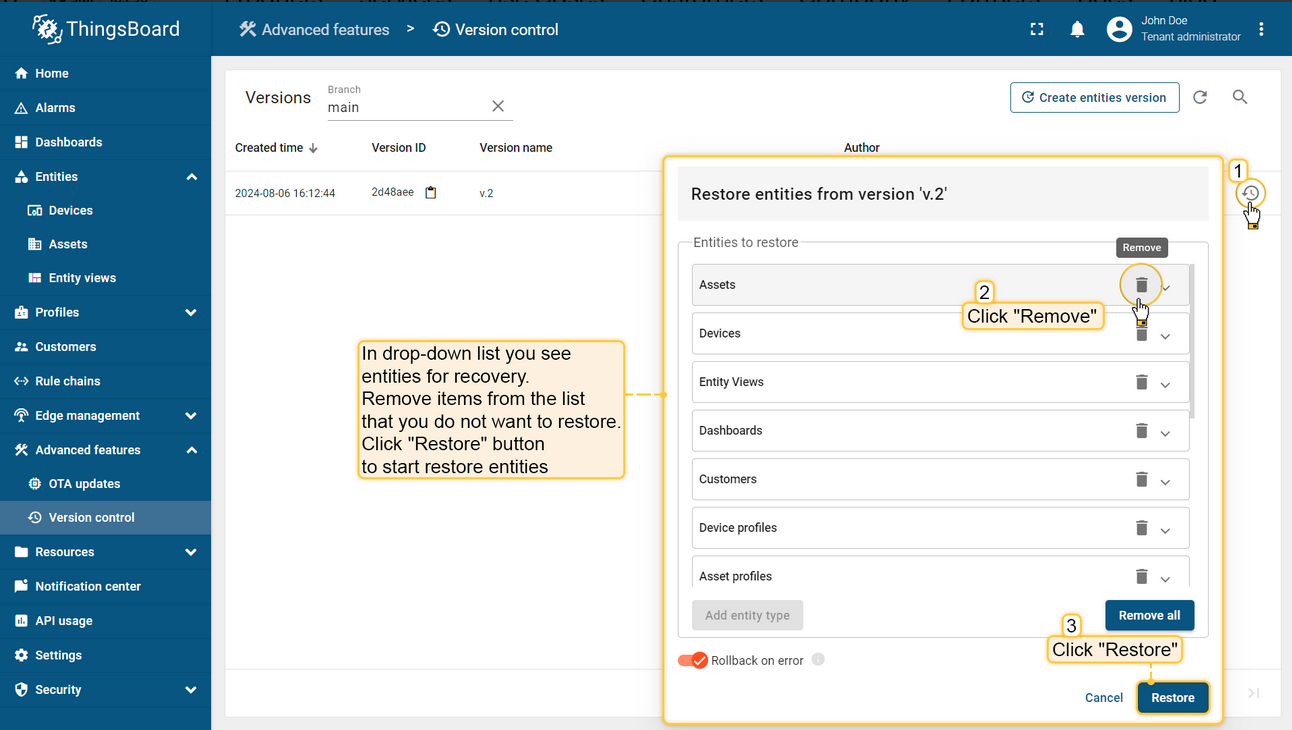 ThingsBoard
Advanced features > Version control
John Doe
Tenant administrator
Home
Alarms
Dashboards
Entities
Devices
Assets
Entity views
Profiles
Customers
Rule chains
Edge management
Advanced features
OTA updates
Version control
Resources
Notification center
API usage
Settings
Security
Versions
Branch
main
Create entities version
Created time
Version ID
Version name
Author
2024-08-06 16:12:44
2d48aee
v.2
1
Restore entities from version 'v.2'
Entities to restore
Remove
Assets
2
Click "Remove"
Devices
Entity Views
Dashboards
Customers
Device profiles
Asset profiles
Add entity type
Remove all
3
Click "Restore"
Rollback on error
Cancel
Restore
In drop-down list you see
entities for recovery.
Remove items from the list
that you do not want to restore.
Click "Restore" button
to start restore entities